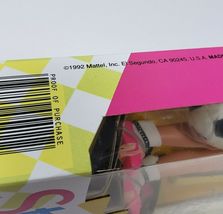 ©1992 Mattel, Inc. El Segundo, CA 90245, U.S.A. MADE
PROOF OF PURCHASE